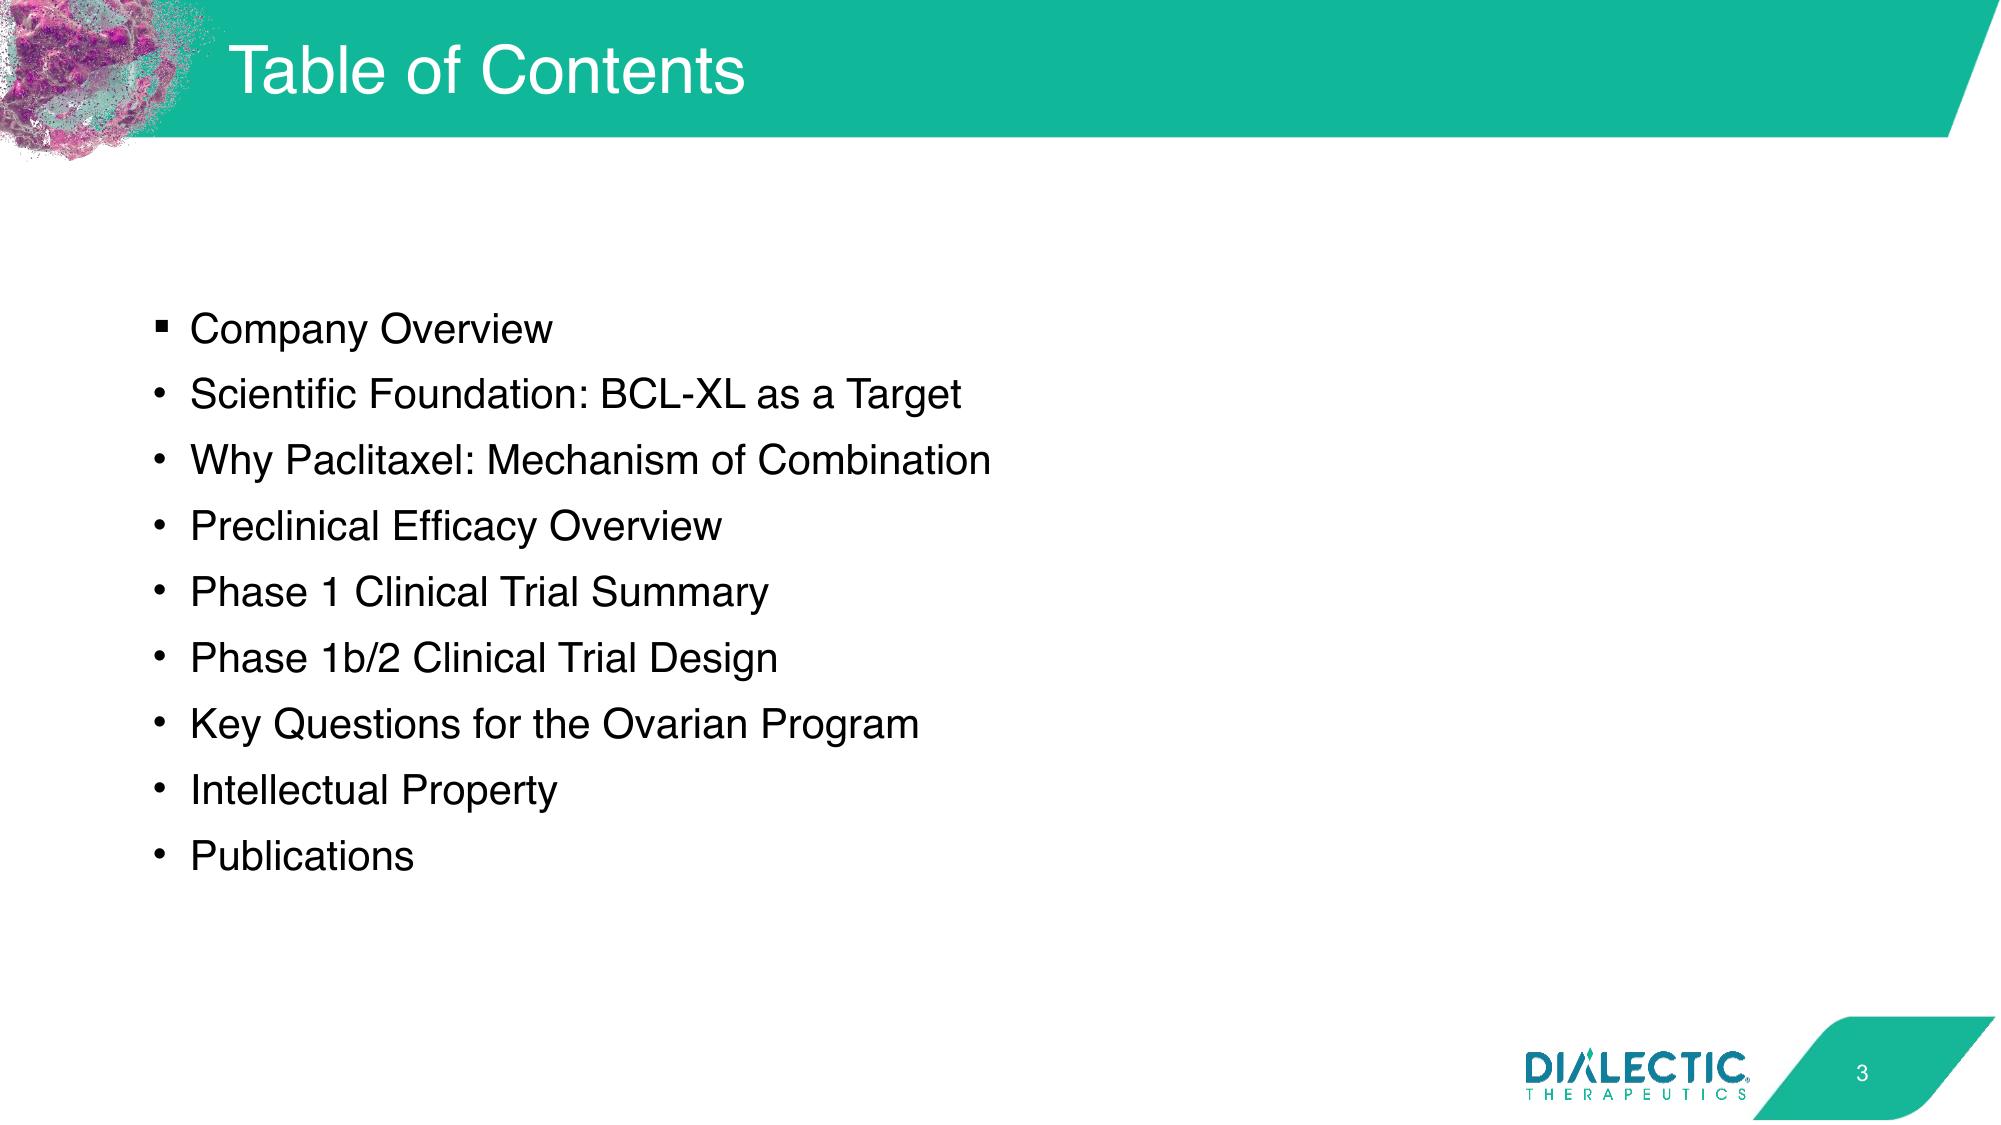 Table of Contents
▪ Company Overview
• Scientific Foundation: BCL-XL as a Target
• Why Paclitaxel: Mechanism of Combination
• Preclinical Efficacy Overview
• Phase 1 Clinical Trial Summary
• Phase 1b/2 Clinical Trial Design
• Key Questions for the Ovarian Program
• Intellectual Property
• Publications
DIALECTIC®
THERAPEUTICS
3